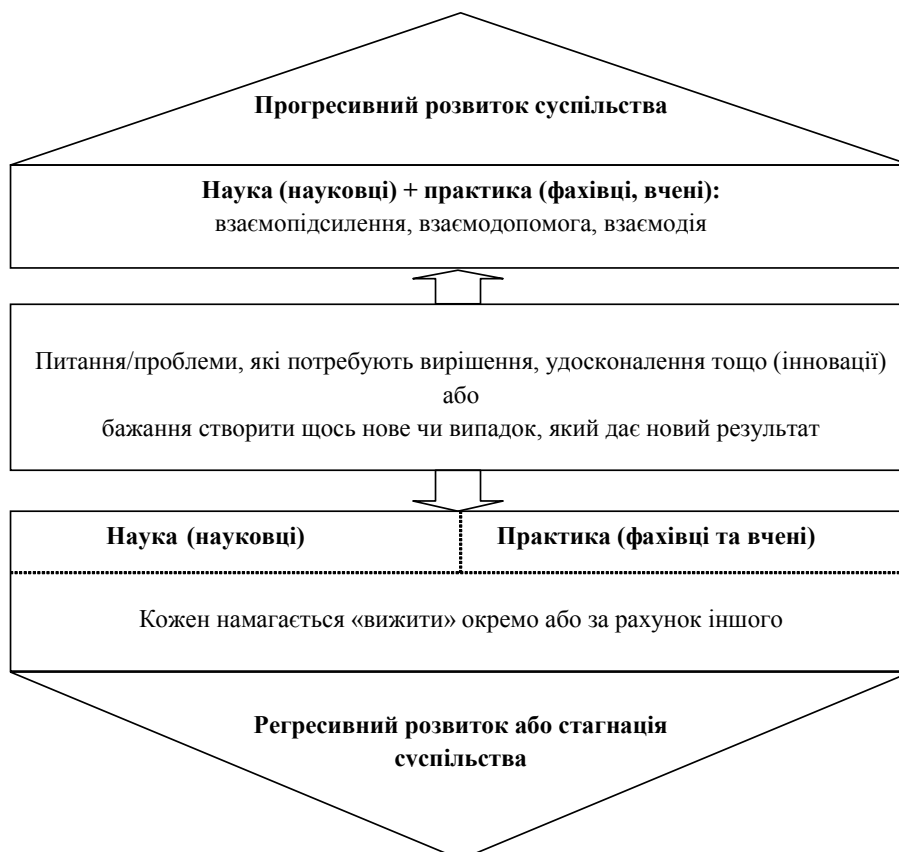 Прогресивний розвиток суспільства
Наука (науковці) + практика (фахівці, вчені):
взаємопідсилення, взаємодопомога, взаємодія
Питання/проблеми, які потребують вирішення, удосконалення тощо (інновації)
або
бажання створити щось нове чи випадок, який дає новий результат
Наука (науковці) Практика (фахівці та вчені)
Кожен намагається «вижити» окремо або за рахунок іншого
Регресивний розвиток або стагнація
суспільства